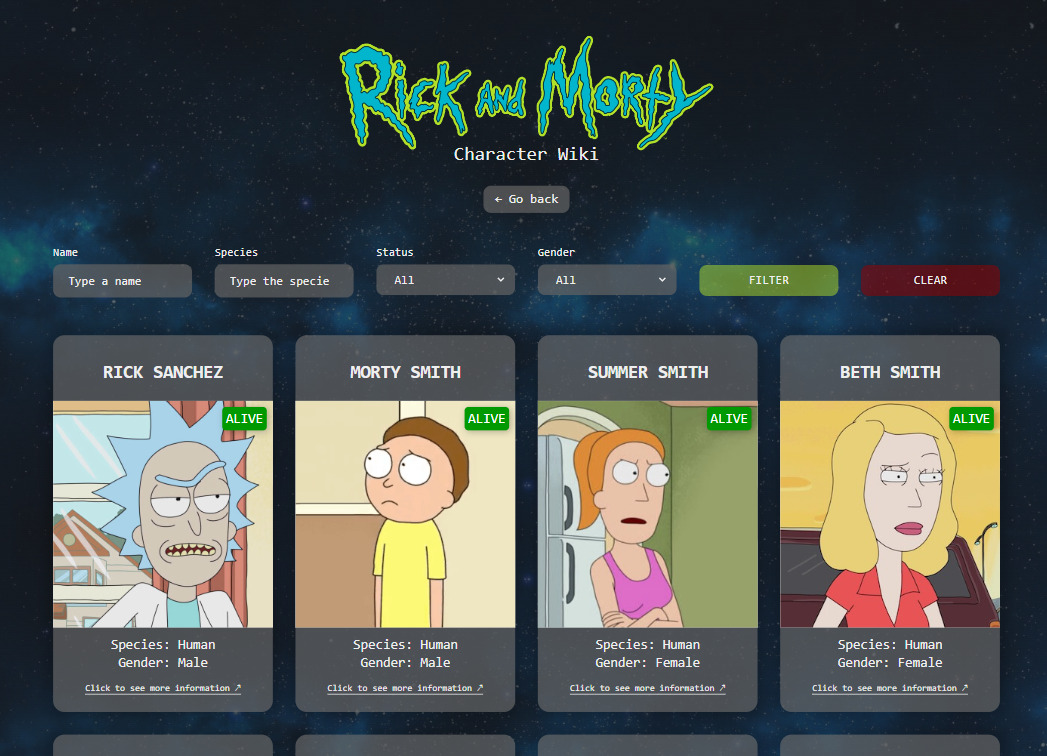 Rick and Morty
Character Wiki
← Go back
Name Species Status Gender
Type a name Type the specie All All FILTER CLEAR
RICK SANCHEZ MORTY SMITH SUMMER SMITH BETH SMITH
ALIVE ALIVE ALIVE ALIVE
Species: Human Species: Human Species: Human Species: Human
Gender: Male Gender: Male Gender: Female Gender: Female
Click to see more information ↗ Click to see more information ↗ Click to see more information ↗ Click to see more information ↗